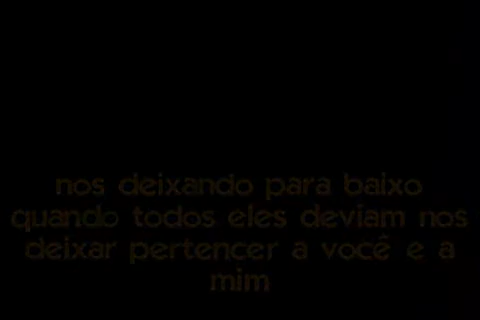 nos deixando para baixo
quando todos eles deviam nos
deixar pertencer a você e a
mim